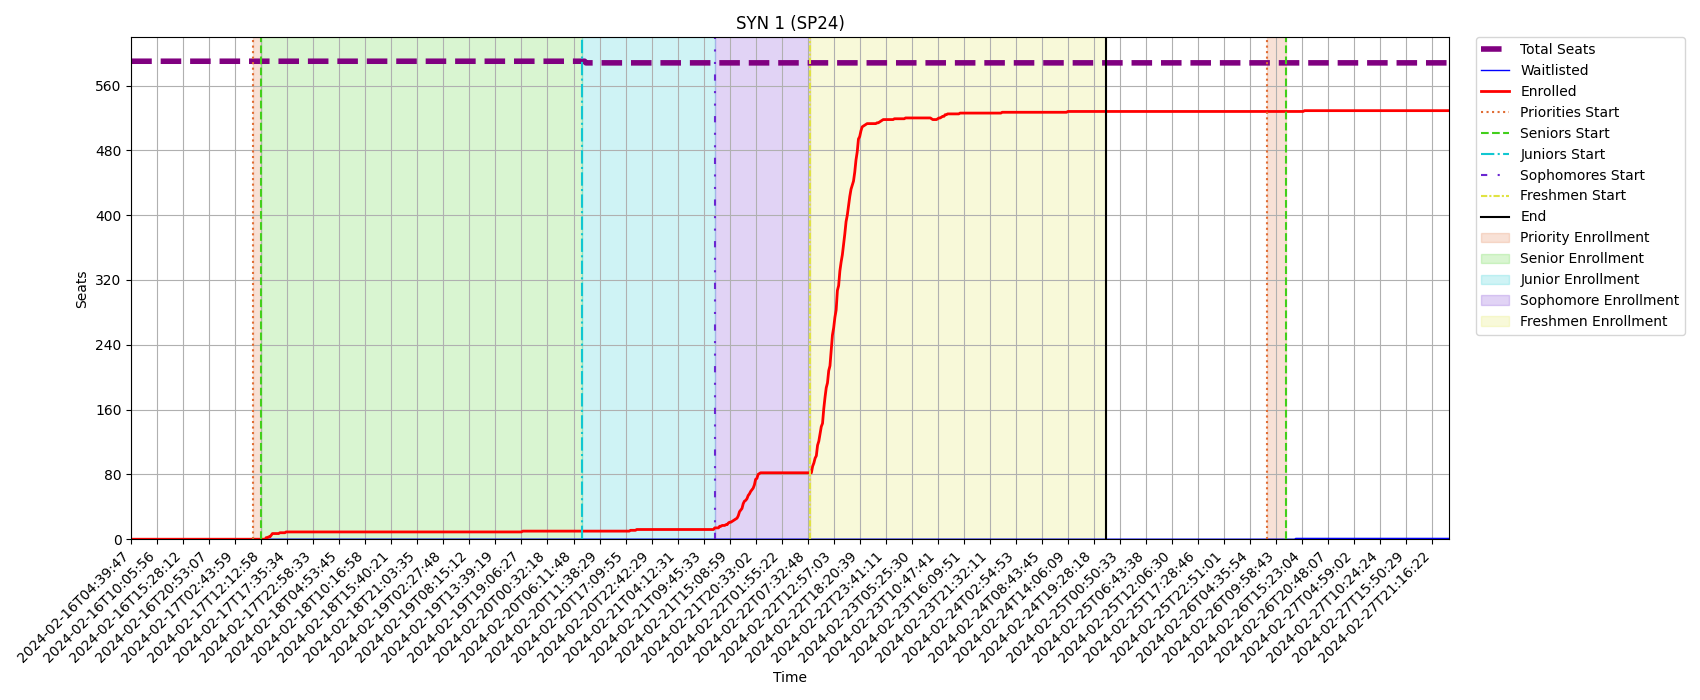 SYN 1 (SP24)
Total Seats
Waitlisted
Enrolled
Priorities Start
Seniors Start
Juniors Start
Sophomores Start
Freshmen Start
End
Priority Enrollment
Senior Enrollment
Junior Enrollment
Sophomore Enrollment
Freshmen Enrollment
Seats
560
480
400
320
240
160
80
0
2024-02-16T04:39:47
2024-02-16T10:05:56
2024-02-16T15:28:12
2024-02-16T20:53:07
2024-02-17T02:43:59
2024-02-17T12:12:58
2024-02-17T17:35:34
2024-02-17T22:58:33
2024-02-18T04:53:45
2024-02-18T10:16:58
2024-02-18T15:40:21
2024-02-18T21:03:35
2024-02-19T02:27:48
2024-02-19T08:15:12
2024-02-19T13:39:19
2024-02-19T19:06:27
2024-02-20T00:32:18
2024-02-20T06:11:48
2024-02-20T11:38:29
2024-02-20T17:09:55
2024-02-20T22:42:29
2024-02-21T04:12:31
2024-02-21T09:45:33
2024-02-21T15:08:59
2024-02-21T20:33:02
2024-02-22T01:55:22
2024-02-22T07:32:48
2024-02-22T12:57:03
2024-02-22T18:20:39
2024-02-22T23:41:11
2024-02-23T05:25:30
2024-02-23T10:47:41
2024-02-23T16:09:51
2024-02-23T21:32:11
2024-02-24T02:54:53
2024-02-24T08:43:45
2024-02-24T14:06:09
2024-02-24T19:28:18
2024-02-25T00:50:33
2024-02-25T06:43:38
2024-02-25T12:06:30
2024-02-25T17:28:46
2024-02-25T22:51:01
2024-02-26T04:35:54
2024-02-26T09:58:43
2024-02-26T15:23:04
2024-02-26T20:48:07
2024-02-27T04:59:02
2024-02-27T10:24:24
2024-02-27T15:50:29
2024-02-27T21:16:22
Time